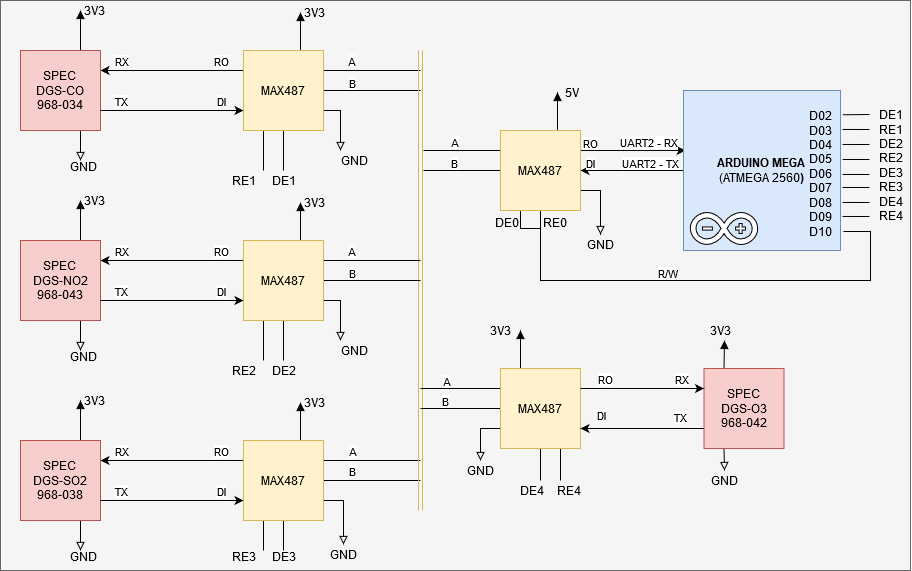 3V3
SPEC
DGS-CO
968-034
RX
TX
GND
3V3
RO
DI
MAX487
RE1
DE1
GND
A
B
3V3
SPEC
DGS-NO2
968-043
RX
TX
GND
3V3
RO
DI
MAX487
RE2
DE2
GND
A
B
3V3
SPEC
DGS-SO2
968-038
RX
TX
GND
3V3
RO
DI
MAX487
RE3
DE3
GND
A
B
5V
A
B
MAX487
RO
DI
UART2 - RX
UART2 - TX
DE0
RE0
GND
R/W
ARDUINO MEGA
(ATMEGA 2560)
D02 DE1
D03 RE1
D04 DE2
D05 RE2
D06 DE3
D07 RE3
D08 DE4
D09 RE4
D10
3V3
A
B
MAX487
RO
DI
GND
DE4
RE4
3V3
RX
TX
SPEC
DGS-O3
968-042
GND